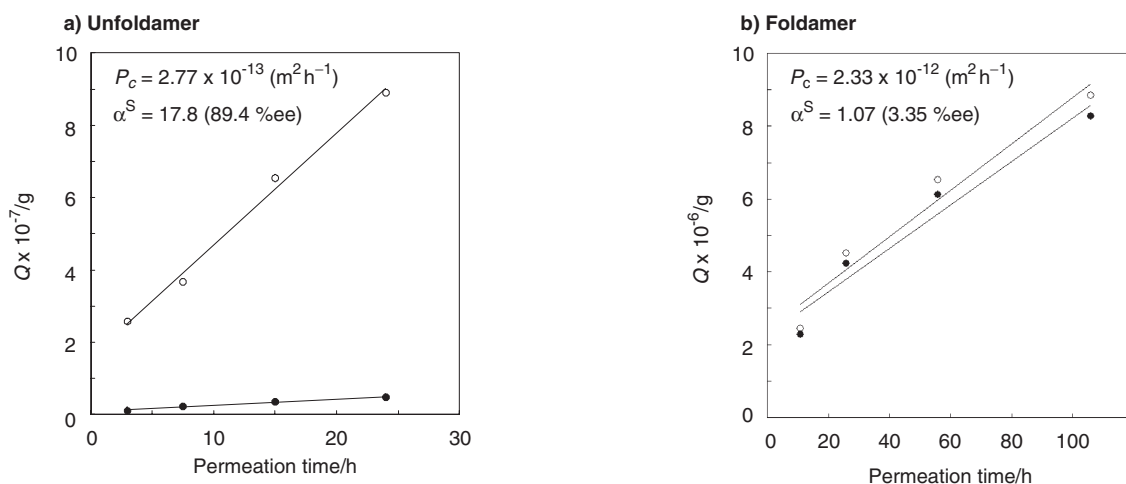 a) Unfoldamer
P_c = 2.77 x 10⁻¹³ (m² h⁻¹)
α^S = 17.8 (89.4 %ee)
Q x 10⁻⁷/g
10
8
6
4
2
0
0 10 20 30
Permeation time/h
b) Foldamer
P_c = 2.33 x 10⁻¹² (m² h⁻¹)
α^S = 1.07 (3.35 %ee)
Q x 10⁻⁶/g
10
8
6
4
2
0
0 20 40 60 80 100
Permeation time/h